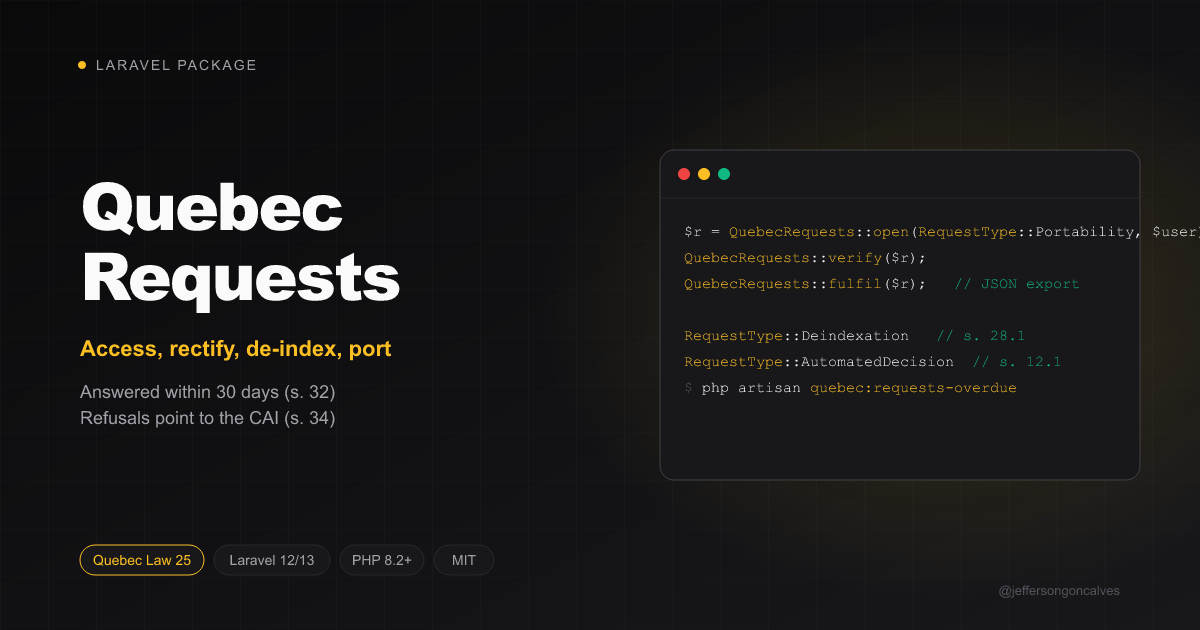 LARAVEL PACKAGE
Quebec
Requests
Access, rectify, de-index, port
Answered within 30 days (s. 32)
Refusals point to the CAI (s. 34)
$r = QuebecRequests::open(RequestType::Portability, $user)
QuebecRequests::verify($r);
QuebecRequests::fulfil($r);   // JSON export
RequestType::Deindexation   // s. 28.1
RequestType::AutomatedDecision  // s. 12.1
$ php artisan quebec:requests-overdue
Quebec Law 25
Laravel 12/13
PHP 8.2+
MIT
@jeffersongoncalves